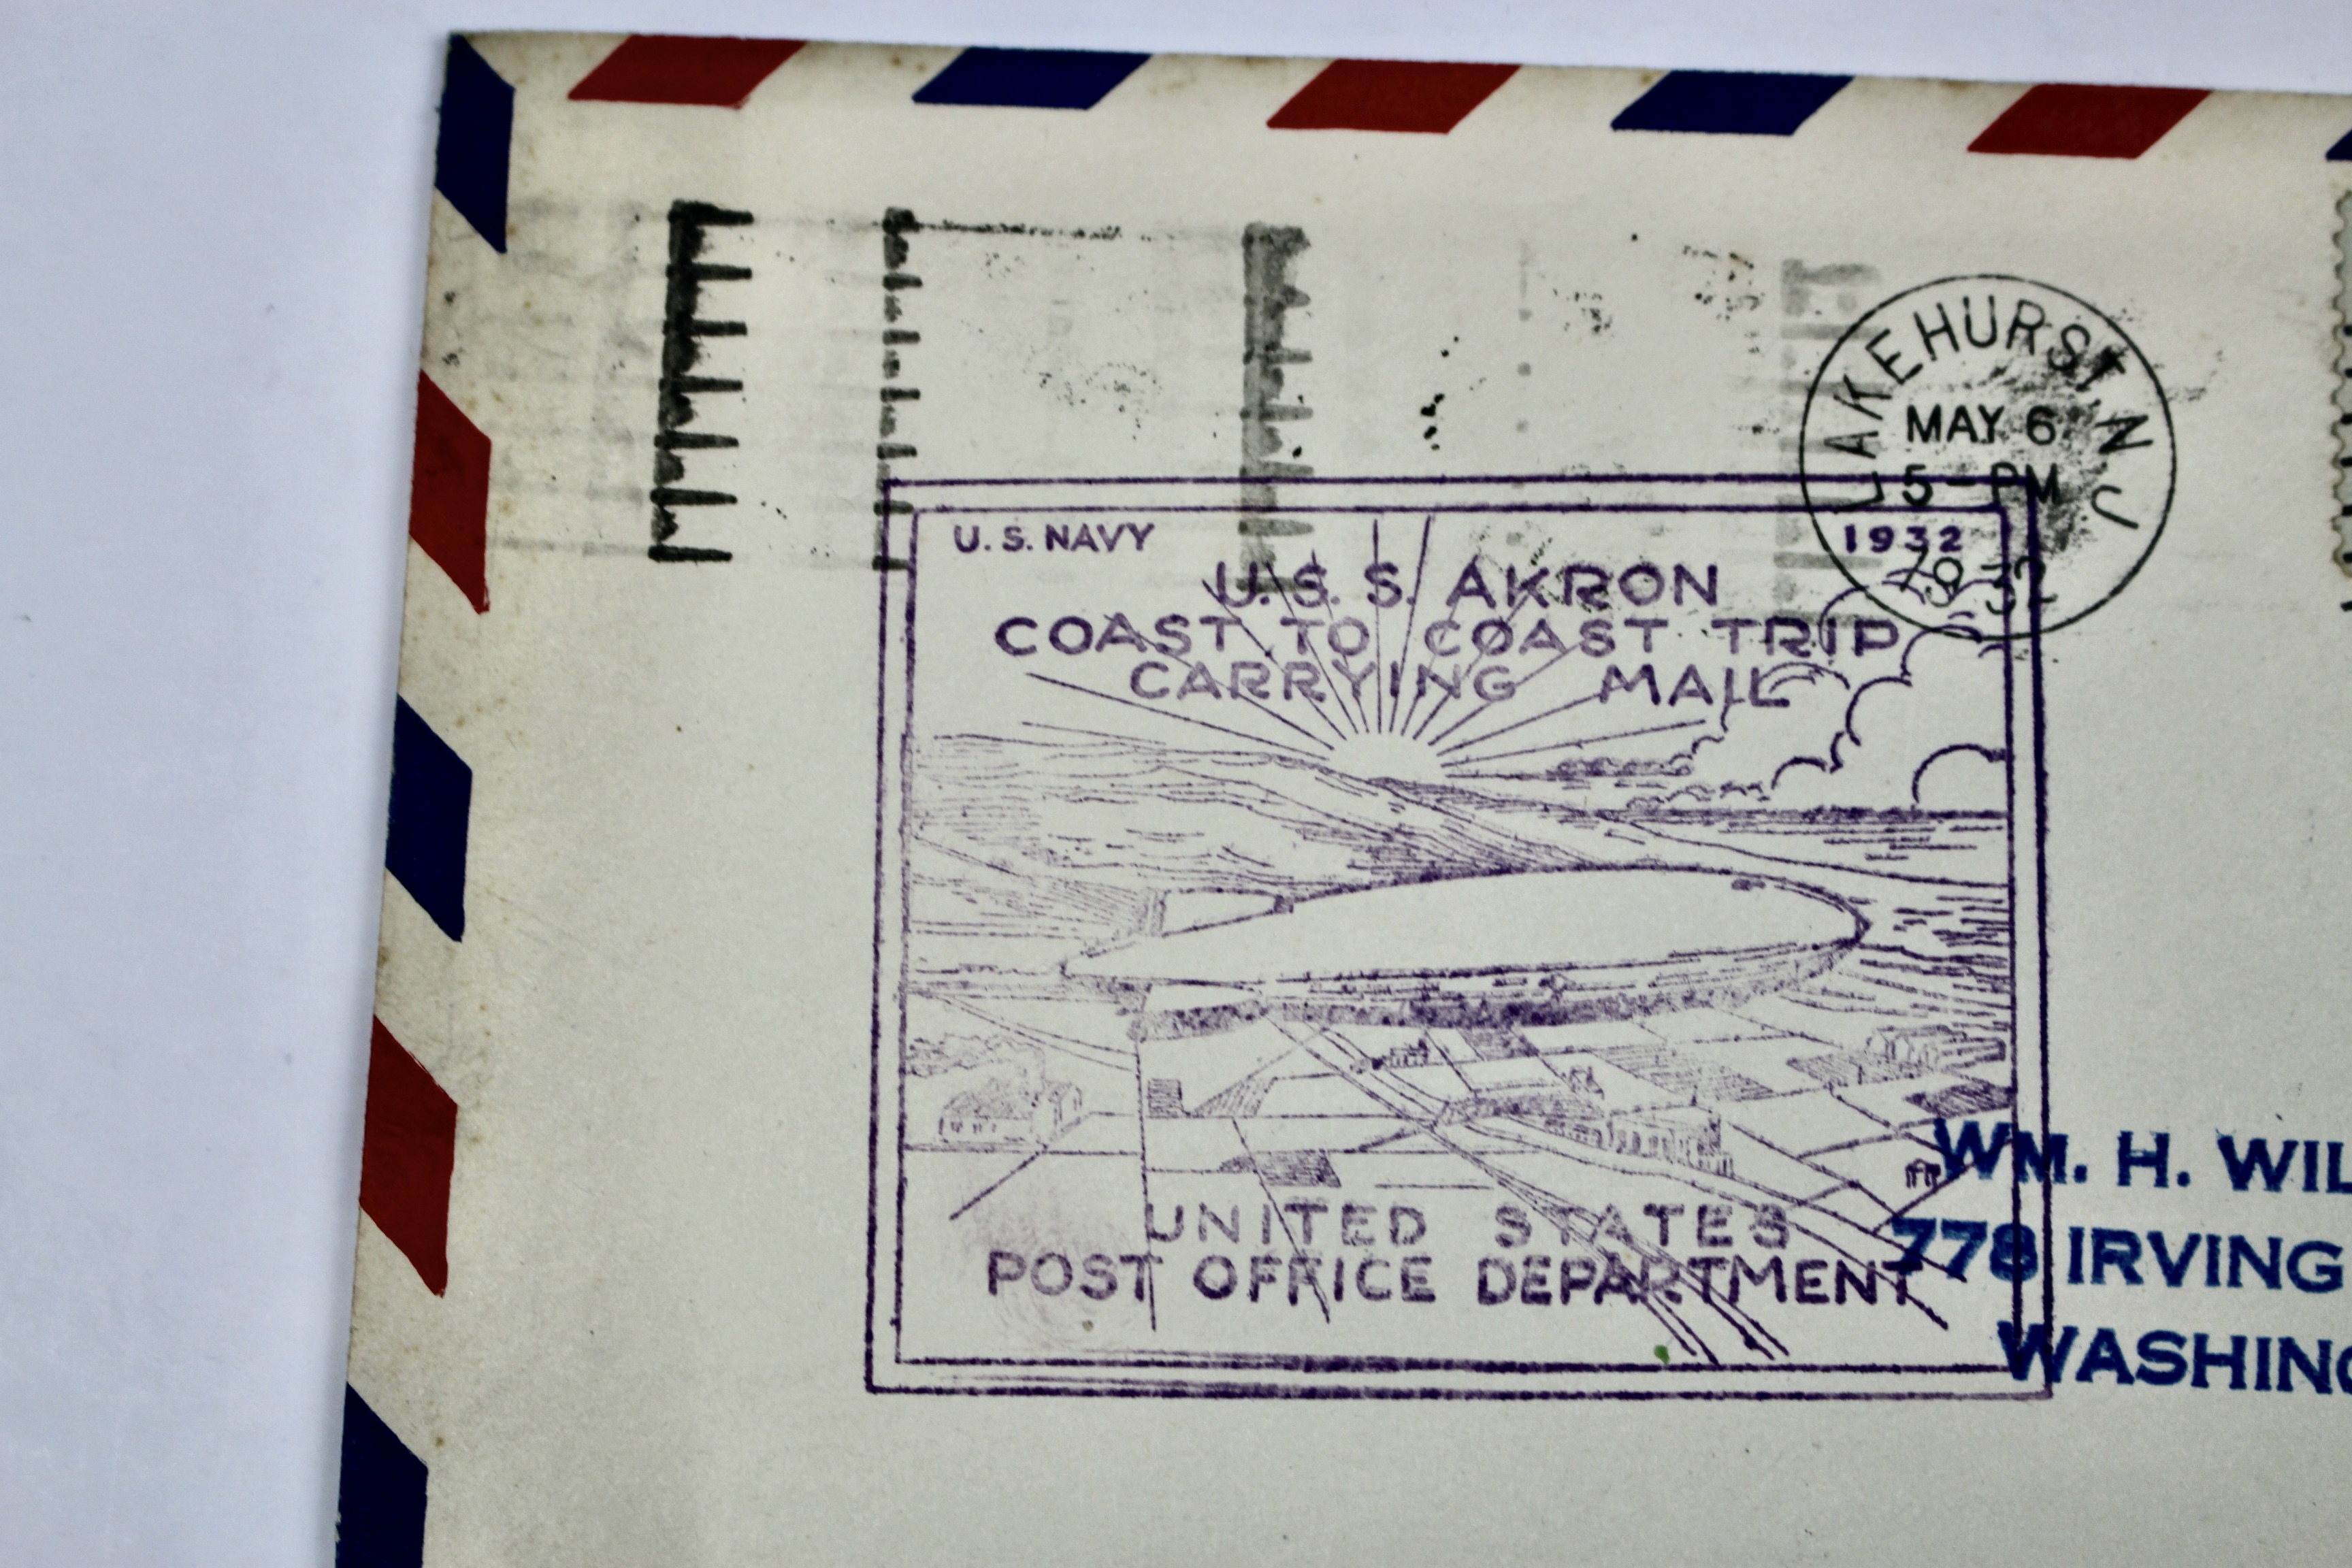 LAKEHURST, N J
MAY 6
5-PM
1932
U.S. NAVY
1932
U.S.S. AKRON
COAST TO COAST TRIP
CARRYING MAIL
UNITED STATES
POST OFFICE DEPARTMENT
WM. H. WIL
778 IRVING
WASHING